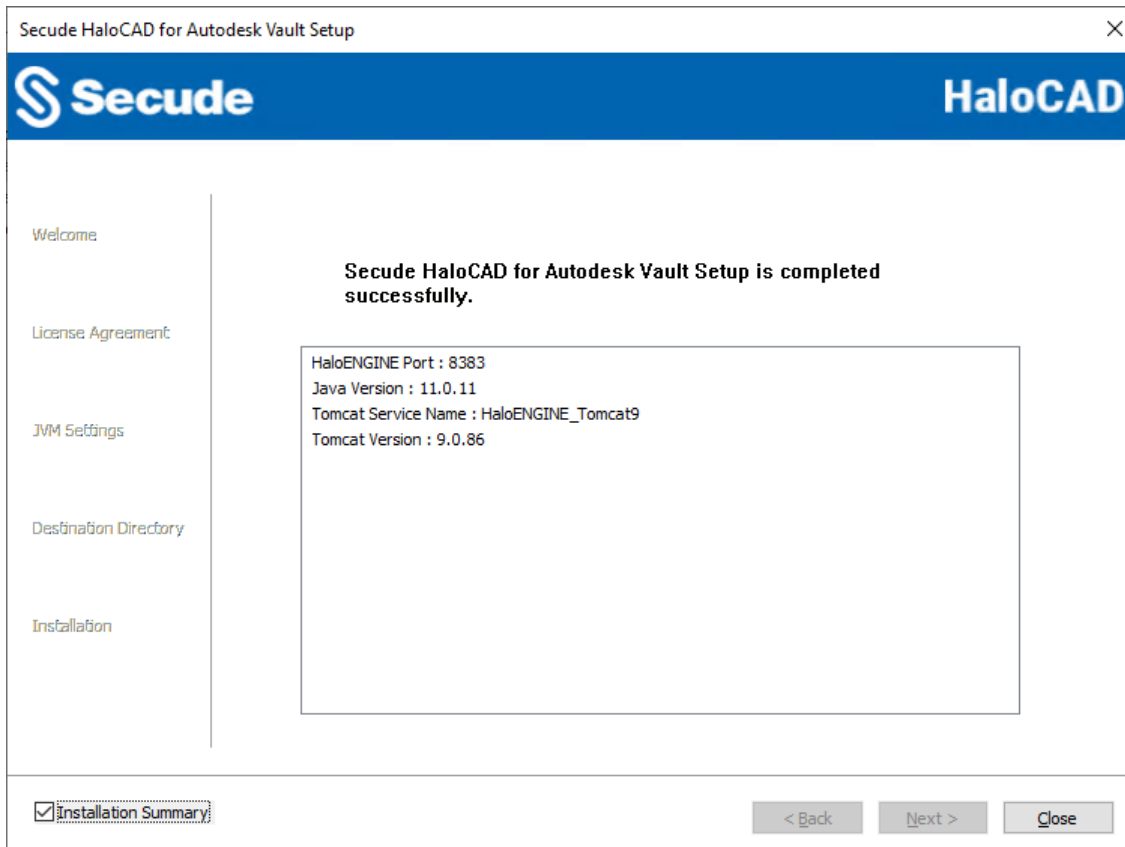 Secude HaloCAD for Autodesk Vault Setup
Secude
HaloCAD
Welcome
License Agreement
JVM Settings
Destination Directory
Installation
Secude HaloCAD for Autodesk Vault Setup is completed
successfully.
HaloENGINE Port : 8383
Java Version : 11.0.11
Tomcat Service Name : HaloENGINE_Tomcat9
Tomcat Version : 9.0.86
Installation Summary
< Back
Next >
Close